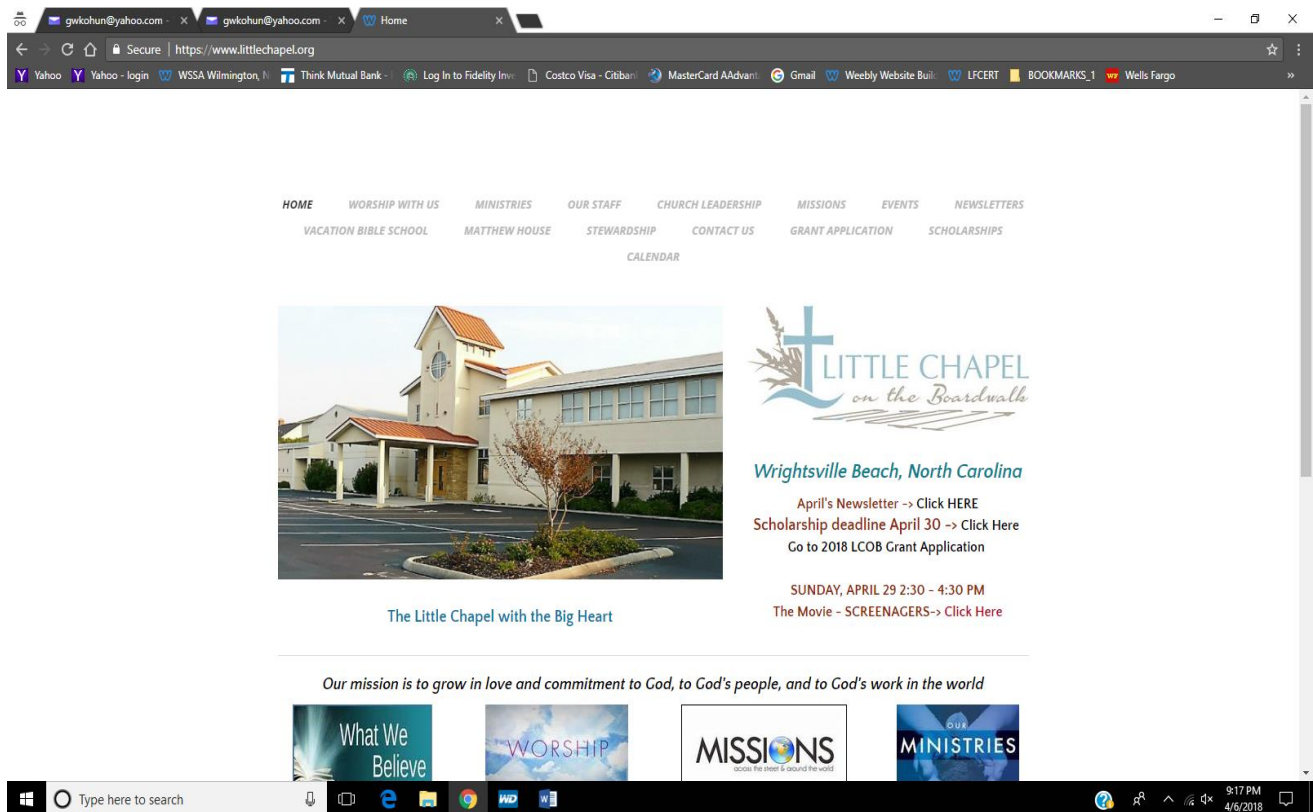 gwkohun@yahoo.com -
gwkohun@yahoo.com -
Home
Secure | https://www.littlechapel.org
Yahoo
Yahoo - login
WSSA Wilmington, N
Think Mutual Bank -
Log In to Fidelity Inv
Costco Visa - Citiban
MasterCard AAdvant
Gmail
Weebly Website Buil
LFCERT
BOOKMARKS_1
Wells Fargo
HOME WORSHIP WITH US MINISTRIES OUR STAFF CHURCH LEADERSHIP MISSIONS EVENTS NEWSLETTERS
VACATION BIBLE SCHOOL MATTHEW HOUSE STEWARDSHIP CONTACT US GRANT APPLICATION SCHOLARSHIPS
CALENDAR
LITTLE CHAPEL
on the Boardwalk
Wrightsville Beach, North Carolina
April's Newsletter -> Click HERE
Scholarship deadline April 30 -> Click Here
Go to 2018 LCOB Grant Application
SUNDAY, APRIL 29 2:30 - 4:30 PM
The Movie - SCREENAGERS-> Click Here
The Little Chapel with the Big Heart
Our mission is to grow in love and commitment to God, to God's people, and to God's work in the world
What We
Believe
WORSHIP
MISSIONS
across the street & around the world
OUR
MINISTRIES
Type here to search
9:17 PM
4/6/2018